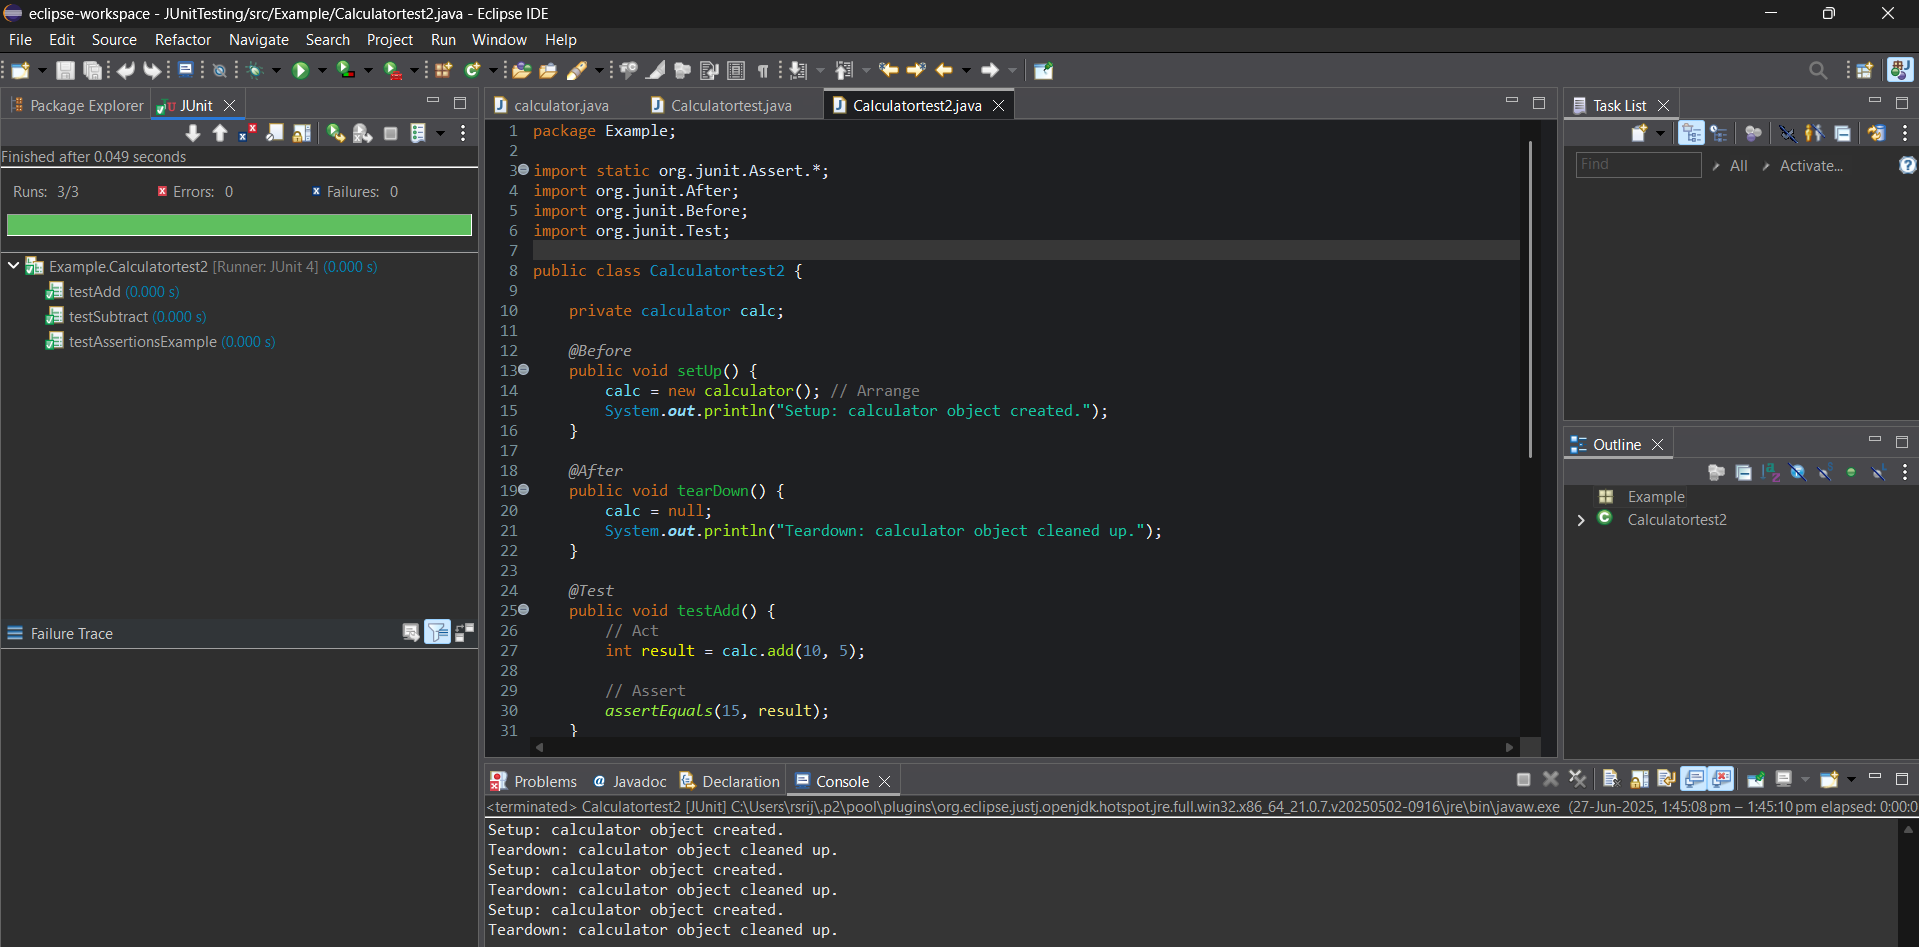 eclipse-workspace - JUnitTesting/src/Example/Calculatortest2.java - Eclipse IDE
File Edit Source Refactor Navigate Search Project Run Window Help
Package Explorer JUnit
Finished after 0.049 seconds
Runs: 3/3 Errors: 0 Failures: 0
Example.Calculatortest2 [Runner: JUnit 4] (0.000 s)
testAdd (0.000 s)
testSubtract (0.000 s)
testAssertionsExample (0.000 s)
Failure Trace
calculator.java Calculatortest.java Calculatortest2.java
1 package Example;
2
3 import static org.junit.Assert.*;
4 import org.junit.After;
5 import org.junit.Before;
6 import org.junit.Test;
7
8 public class Calculatortest2 {
9
10 private calculator calc;
11
12 @Before
13 public void setUp() {
14 calc = new calculator(); // Arrange
15 System.out.println("Setup: calculator object created.");
16 }
17
18 @After
19 public void tearDown() {
20 calc = null;
21 System.out.println("Teardown: calculator object cleaned up.");
22 }
23
24 @Test
25 public void testAdd() {
26 // Act
27 int result = calc.add(10, 5);
28
29 // Assert
30 assertEquals(15, result);
31 }
Task List
Find All Activate...
Outline
Example
Calculatortest2
Problems Javadoc Declaration Console
<terminated> Calculatortest2 [JUnit] C:\Users\rsrij\.p2\pool\plugins\org.eclipse.justj.openjdk.hotspot.jre.full.win32.x86_64_21.0.7.v20250502-0916\jre\bin\javaw.exe (27-Jun-2025, 1:45:08 pm – 1:45:10 pm elapsed: 0:00:0
Setup: calculator object created.
Teardown: calculator object cleaned up.
Setup: calculator object created.
Teardown: calculator object cleaned up.
Setup: calculator object created.
Teardown: calculator object cleaned up.